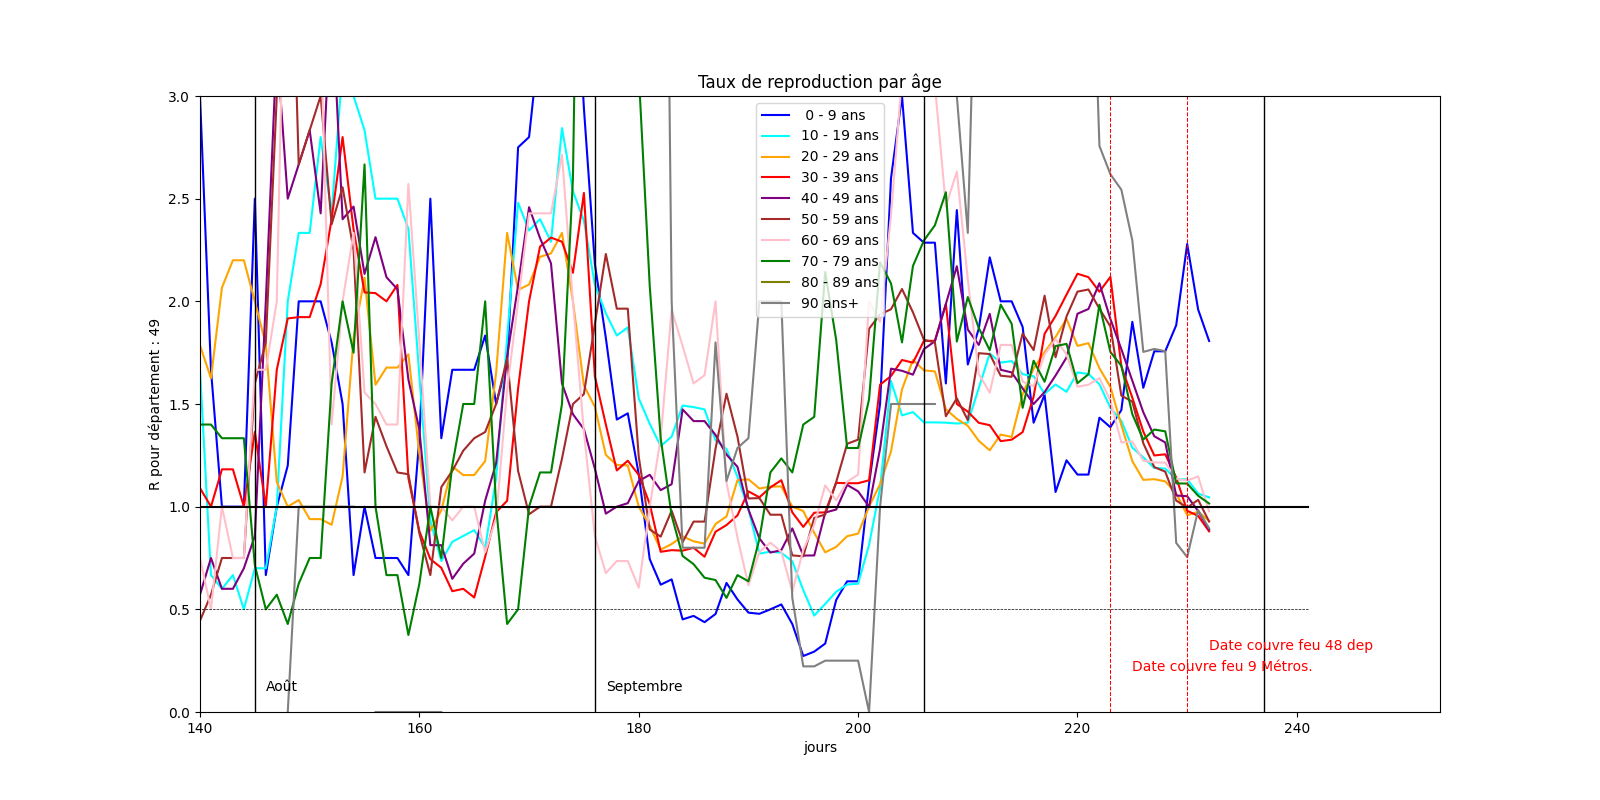 Taux de reproduction par âge
R pour département : 49
3.0
2.5
2.0
1.5
1.0
0.5
0.0
0 - 9 ans
10 - 19 ans
20 - 29 ans
30 - 39 ans
40 - 49 ans
50 - 59 ans
60 - 69 ans
70 - 79 ans
80 - 89 ans
90 ans+
Date couvre feu 48 dep
Date couvre feu 9 Métros.
Août
Septembre
140
160
180
200
220
240
jours